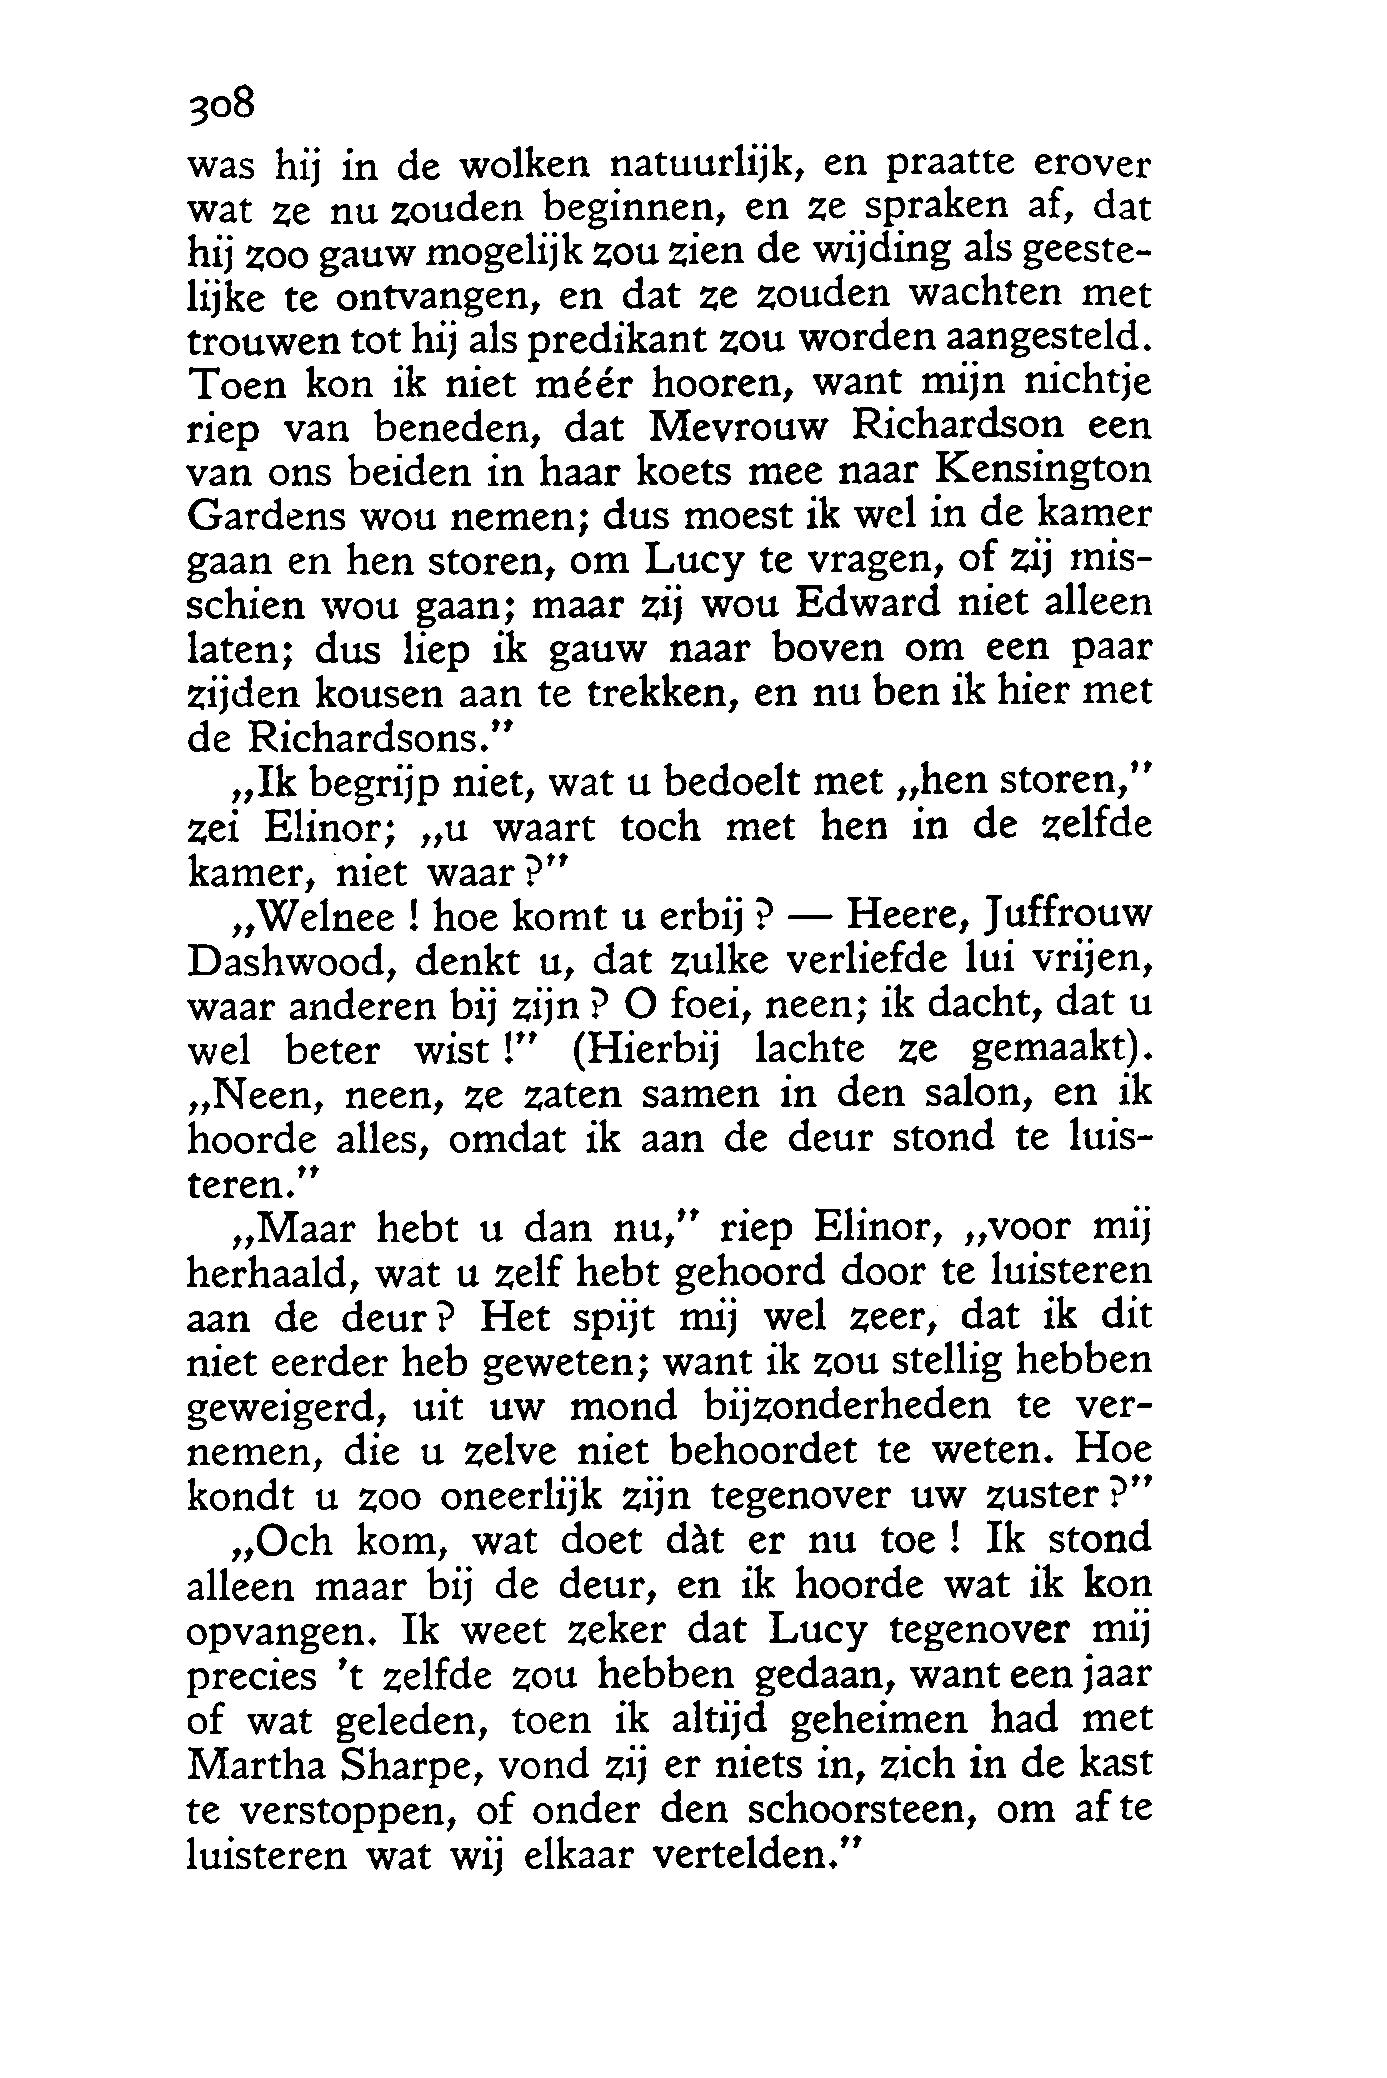 308
was hij in de wolken natuurlijk, en praatte erover
wat ze nu zouden beginnen, en ze spraken af, dat
hij zoo gauw mogelijk zou zien de wijding als geeste-
lijke te ontvangen, en dat ze zouden wachten met
trouwen tot hij als predikant zou worden aangesteld.
Toen kon ik niet méér hooren, want mijn nichtje
riep van beneden, dat Mevrouw Richardson een
van ons beiden in haar koets mee naar Kensington
Gardens wou nemen; dus moest ik wel in de kamer
gaan en hen storen, om Lucy te vragen, of zij mis-
schien wou gaan; maar zij wou Edward niet alleen
laten; dus liep ik gauw naar boven om een paar
zijden kousen aan te trekken, en nu ben ik hier met
de Richardsons.”
„Ik begrijp niet, wat u bedoelt met „hen storen,”
zei Elinor; „u waart toch met hen in de zelfde
kamer, niet waar?”
„Welnee ! hoe komt u erbij ? — Heere, Juffrouw
Dashwood, denkt u, dat zulke verliefde lui vrijen,
waar anderen bij zijn ? O foei, neen; ik dacht, dat u
wel beter wist !” (Hierbij lachte ze gemaakt).
„Neen, neen, ze zaten samen in den salon, en ik
hoorde alles, omdat ik aan de deur stond te luis-
teren.”
„Maar hebt u dan nu,” riep Elinor, „voor mij
herhaald, wat u zelf hebt gehoord door te luisteren
aan de deur? Het spijt mij wel zeer, dat ik dit
niet eerder heb geweten; want ik zou stellig hebben
geweigerd, uit uw mond bijzonderheden te ver-
nemen, die u zelve niet behoordet te weten. Hoe
kondt u zoo oneerlijk zijn tegenover uw zuster?”
„Och kom, wat doet dàt er nu toe ! Ik stond
alleen maar bij de deur, en ik hoorde wat ik kon
opvangen. Ik weet zeker dat Lucy tegenover mij
precies ’t zelfde zou hebben gedaan, want een jaar
of wat geleden, toen ik altijd geheimen had met
Martha Sharpe, vond zij er niets in, zich in de kast
te verstoppen, of onder den schoorsteen, om af te
luisteren wat wij elkaar vertelden.”